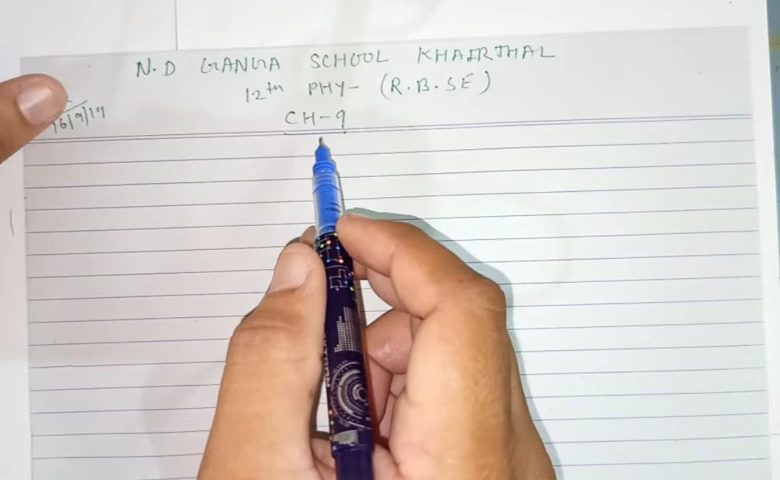 N.D GANGA SCHOOL KHAIRTHAL
12th PHY- (R.B.SE)
16/9/19
CH-9